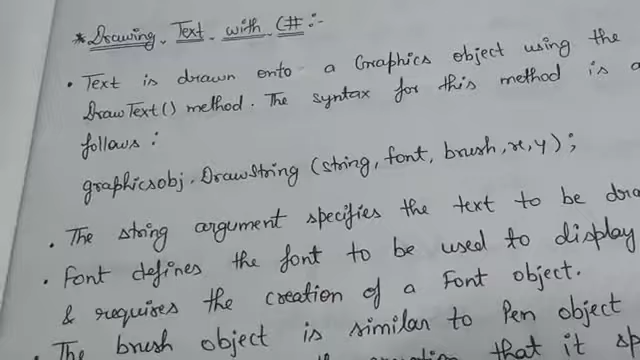 * Drawing Text with C# :-
• Text is drawn onto a Graphics object using the
DrawText() method. The syntax for this method is a
follows :
graphicsobj.DrawString (string, font, brush, x, y);
• The string argument specifies the text to be dra
• Font defines the font to be used to display
& requires the creation of a Font object.
• The brush object is similar to Pen object
that it sp